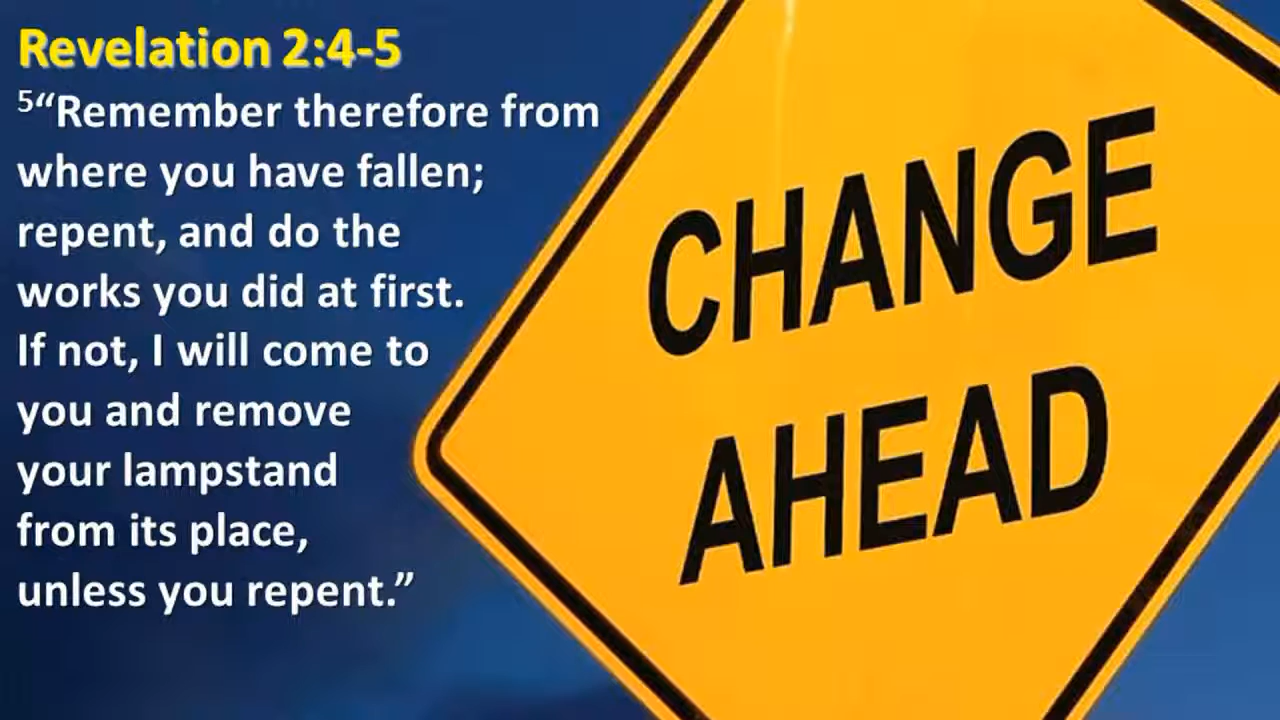 Revelation 2:4-5
5“Remember therefore from
where you have fallen;
repent, and do the
works you did at first.
If not, I will come to
you and remove
your lampstand
from its place,
unless you repent.”
CHANGE
AHEAD